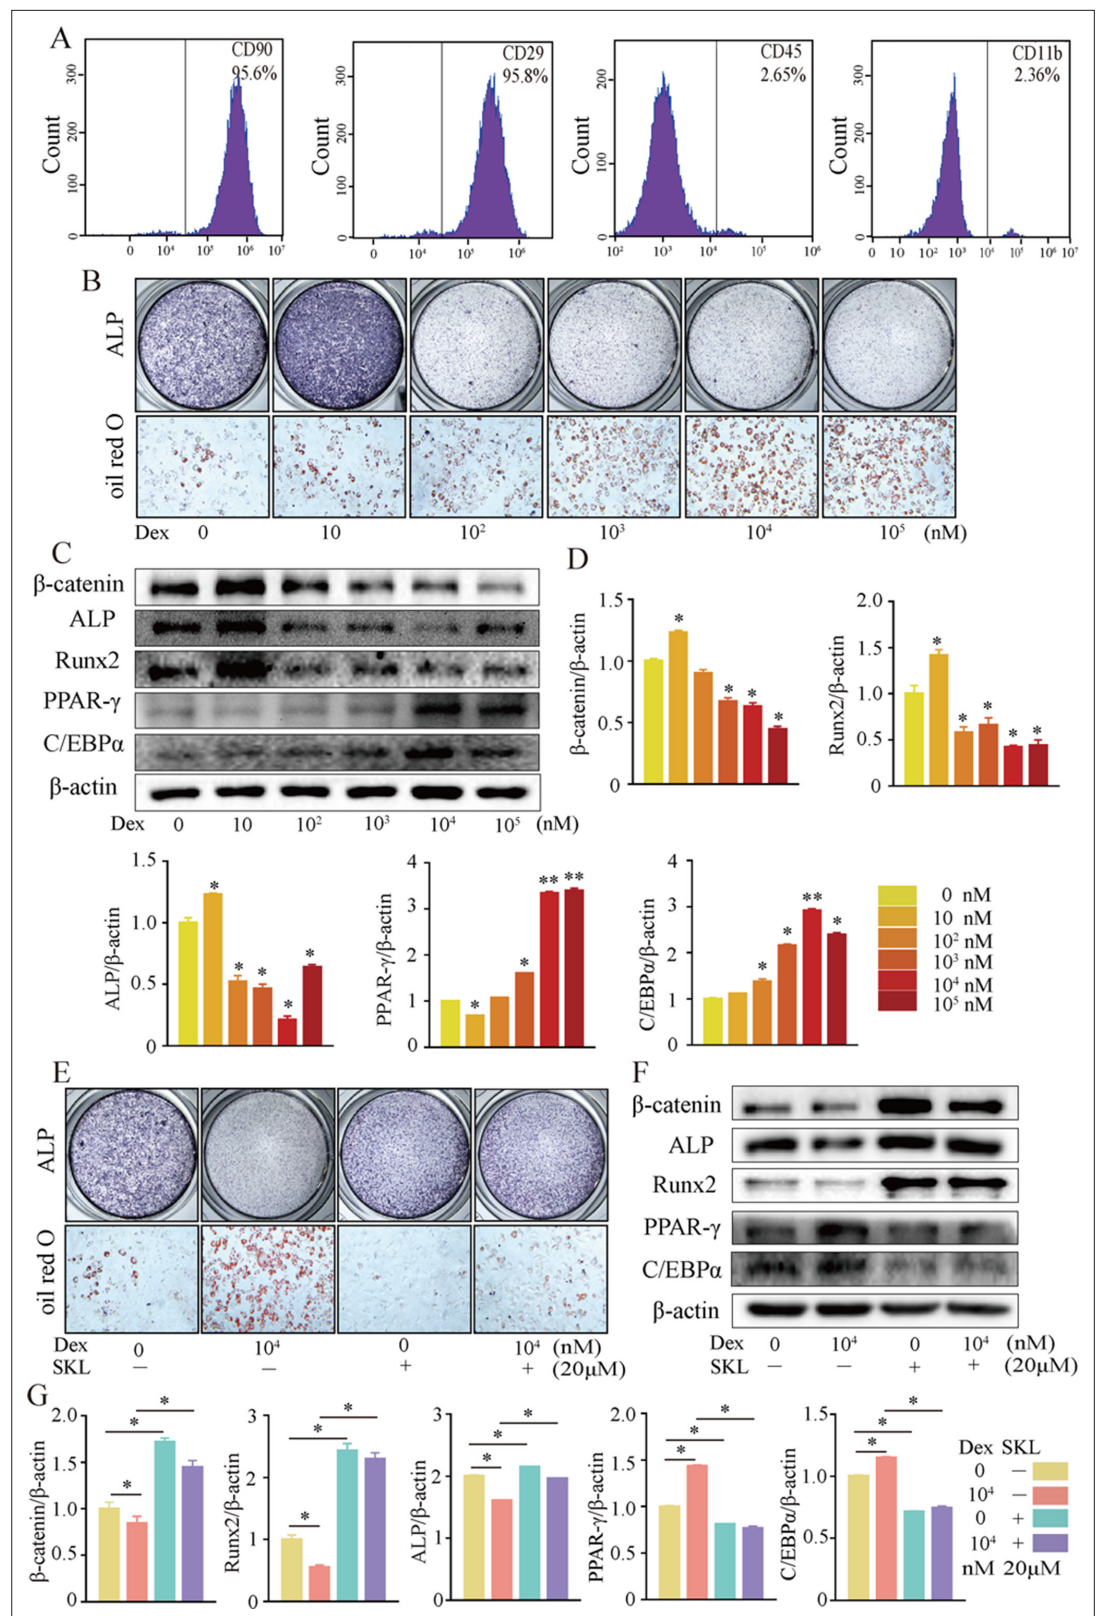 A
CD90
95.6%
CD29
95.8%
CD45
2.65%
CD11b
2.36%
Count
Count
Count
Count
300
200
100
0
300
200
100
0
200
100
0
300
200
100
0
0 10⁴ 10⁵ 10⁶ 10⁷
0 10⁴ 10⁵ 10⁶
10² 10³ 10⁴ 10⁵ 10⁶
0 10 10² 10³ 10⁴ 10⁵ 10⁶ 10⁷
B
ALP
oil red O
Dex 0 10 10² 10³ 10⁴ 10⁵ (nM)
C
β-catenin
ALP
Runx2
PPAR-γ
C/EBPα
β-actin
Dex 0 10 10² 10³ 10⁴ 10⁵ (nM)
D
β-catenin/β-actin
1.5
1.0
0.5
0
* * * *
Runx2/β-actin
2.0
1.5
1.0
0.5
0
* * * * *
ALP/β-actin
1.5
1.0
0.5
0
* * * * *
PPAR-γ/β-actin
4
3
2
1
0
* * ** **
C/EBPα/β-actin
4
3
2
1
0
* * ** *
0 nM
10 nM
10² nM
10³ nM
10⁴ nM
10⁵ nM
E
ALP
oil red O
Dex 0 10⁴ 0 10⁴ (nM)
SKL — — + + (20μM)
F
β-catenin
ALP
Runx2
PPAR-γ
C/EBPα
β-actin
Dex 0 10⁴ 0 10⁴ (nM)
SKL — — + + (20μM)
G
β-catenin/β-actin
2.0
1.5
1.0
0.5
0
* * *
Runx2/β-actin
3
2
1
0
* * *
ALP/β-actin
3
2
1
0
* * *
PPAR-γ/β-actin
2.0
1.5
1.0
0.5
0
* * *
C/EBPα/β-actin
1.5
1.0
0.5
0
* * *
Dex SKL
0 —
10⁴ —
0 +
10⁴ +
nM 20μM